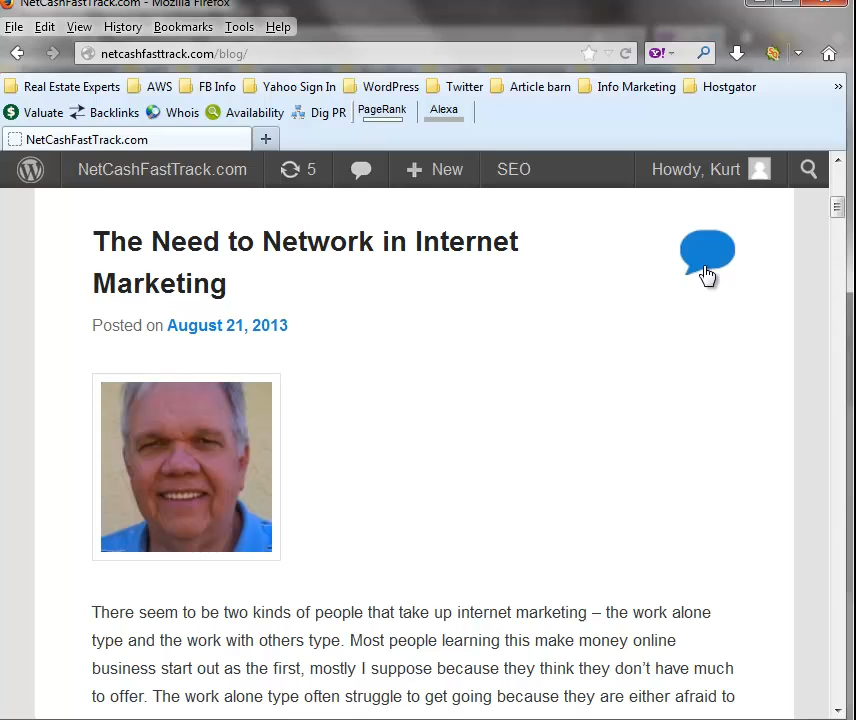 NetCashFastTrack.com - Mozilla Firefox
File Edit View History Bookmarks Tools Help
netcashfasttrack.com/blog/
Y!
Real Estate Experts AWS FB Info Yahoo Sign In WordPress Twitter Article barn Info Marketing Hostgator »
$ Valuate Backlinks Whois Availability Dig PR PageRank Alexa
NetCashFastTrack.com +
NetCashFastTrack.com 5 + New SEO Howdy, Kurt
The Need to Network in Internet
Marketing
Posted on August 21, 2013
There seem to be two kinds of people that take up internet marketing – the work alone
type and the work with others type. Most people learning this make money online
business start out as the first, mostly I suppose because they think they don’t have much
to offer. The work alone type often struggle to get going because they are either afraid to